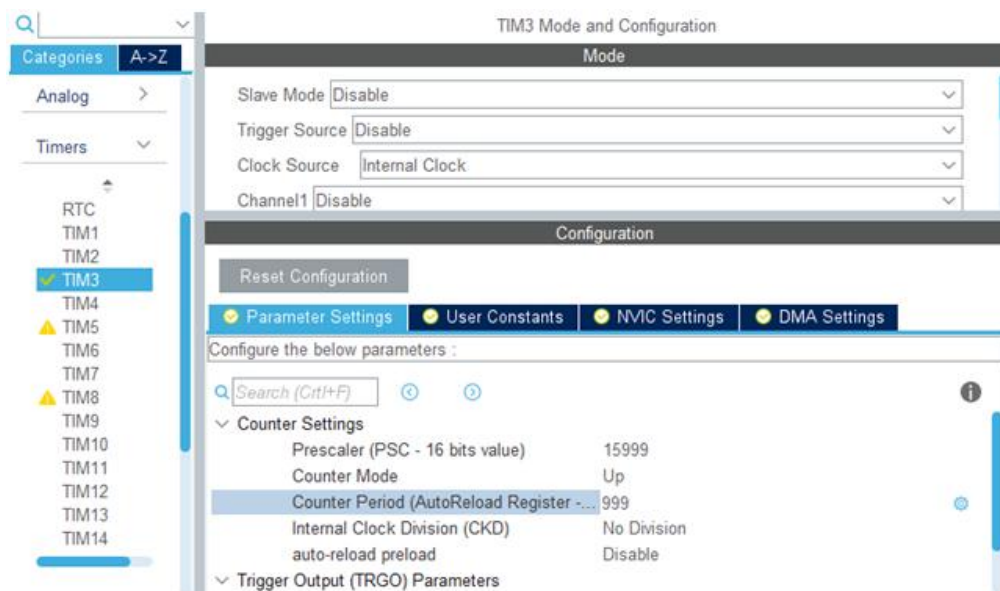 TIM3 Mode and Configuration
Categories A->Z
Mode
Analog
Slave Mode Disable
Trigger Source Disable
Timers
Clock Source Internal Clock
Channel1 Disable
RTC
TIM1
TIM2
TIM3
TIM4
TIM5
TIM6
TIM7
TIM8
TIM9
TIM10
TIM11
TIM12
TIM13
TIM14
Configuration
Reset Configuration
Parameter Settings User Constants NVIC Settings DMA Settings
Configure the below parameters :
Search (Crtl+F)
Counter Settings
Prescaler (PSC - 16 bits value) 15999
Counter Mode Up
Counter Period (AutoReload Register -... 999
Internal Clock Division (CKD) No Division
auto-reload preload Disable
Trigger Output (TRGO) Parameters